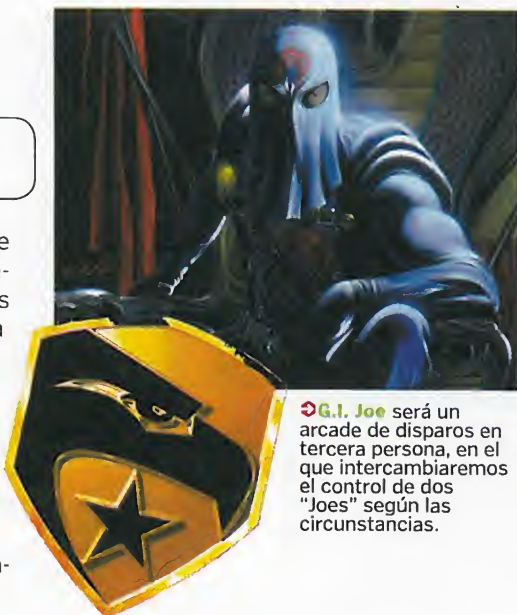 G.I. Joe será un
arcade de disparos en
tercera persona, en el
que intercambiaremos
el control de dos
"Joes" según las
circunstancias.
e
s